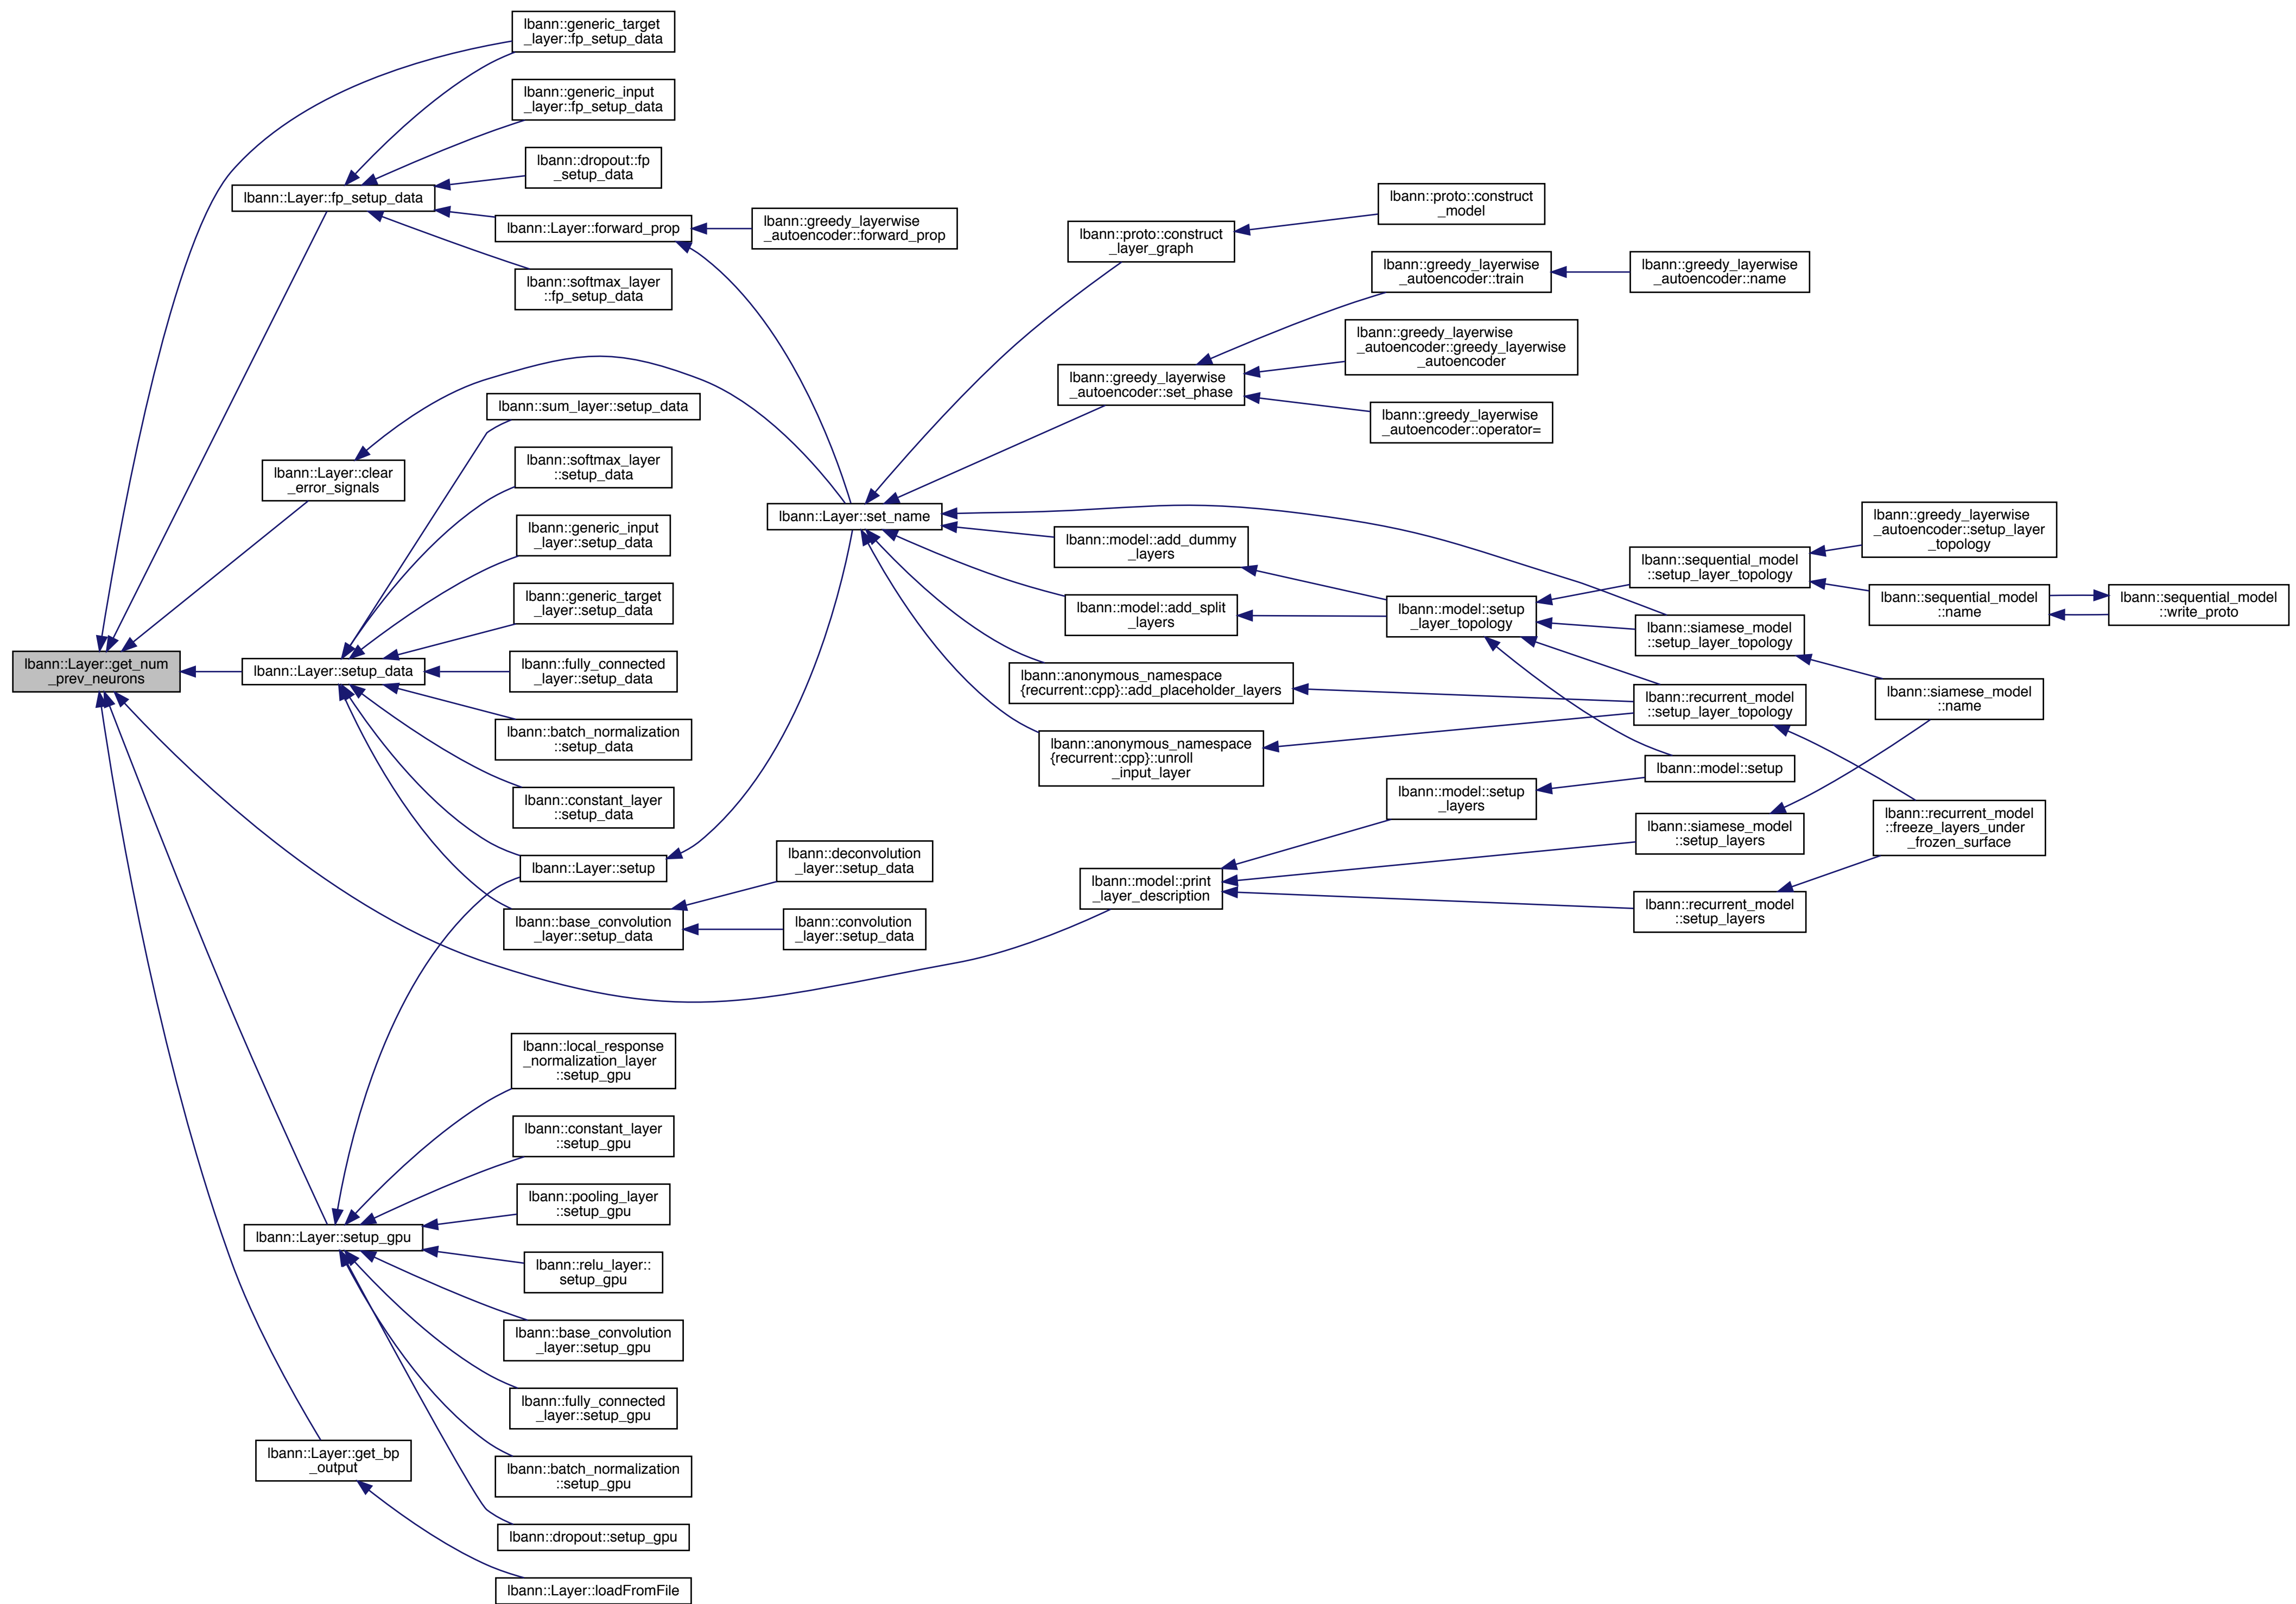 lbann::generic_target
_layer::fp_setup_data
lbann::generic_input
_layer::fp_setup_data
lbann::dropout::fp
_setup_data
lbann::Layer::fp_setup_data
lbann::Layer::forward_prop
lbann::greedy_layerwise
_autoencoder::forward_prop
lbann::softmax_layer
::fp_setup_data
lbann::proto::construct
_model
lbann::proto::construct
_layer_graph
lbann::greedy_layerwise
_autoencoder::train
lbann::greedy_layerwise
_autoencoder::name
lbann::greedy_layerwise
_autoencoder::greedy_layerwise
_autoencoder
lbann::greedy_layerwise
_autoencoder::set_phase
lbann::greedy_layerwise
_autoencoder::operator=
lbann::sum_layer::setup_data
lbann::Layer::clear
_error_signals
lbann::softmax_layer
::setup_data
lbann::generic_input
_layer::setup_data
lbann::Layer::set_name
lbann::model::add_dummy
_layers
lbann::greedy_layerwise
_autoencoder::setup_layer
_topology
lbann::sequential_model
::setup_layer_topology
lbann::generic_target
_layer::setup_data
lbann::model::add_split
_layers
lbann::model::setup
_layer_topology
lbann::sequential_model
::name
lbann::sequential_model
::write_proto
lbann::siamese_model
::setup_layer_topology
lbann::Layer::get_num
_prev_neurons
lbann::Layer::setup_data
lbann::fully_connected
_layer::setup_data
lbann::anonymous_namespace
{recurrent::cpp}::add_placeholder_layers
lbann::recurrent_model
::setup_layer_topology
lbann::siamese_model
::name
lbann::batch_normalization
::setup_data
lbann::anonymous_namespace
{recurrent::cpp}::unroll
_input_layer
lbann::model::setup
lbann::constant_layer
::setup_data
lbann::model::setup
_layers
lbann::siamese_model
::setup_layers
lbann::recurrent_model
::freeze_layers_under
_frozen_surface
lbann::Layer::setup
lbann::deconvolution
_layer::setup_data
lbann::model::print
_layer_description
lbann::recurrent_model
::setup_layers
lbann::base_convolution
_layer::setup_data
lbann::convolution
_layer::setup_data
lbann::local_response
_normalization_layer
::setup_gpu
lbann::constant_layer
::setup_gpu
lbann::pooling_layer
::setup_gpu
lbann::Layer::setup_gpu
lbann::relu_layer::
setup_gpu
lbann::base_convolution
_layer::setup_gpu
lbann::fully_connected
_layer::setup_gpu
lbann::Layer::get_bp
_output
lbann::batch_normalization
::setup_gpu
lbann::dropout::setup_gpu
lbann::Layer::loadFromFile